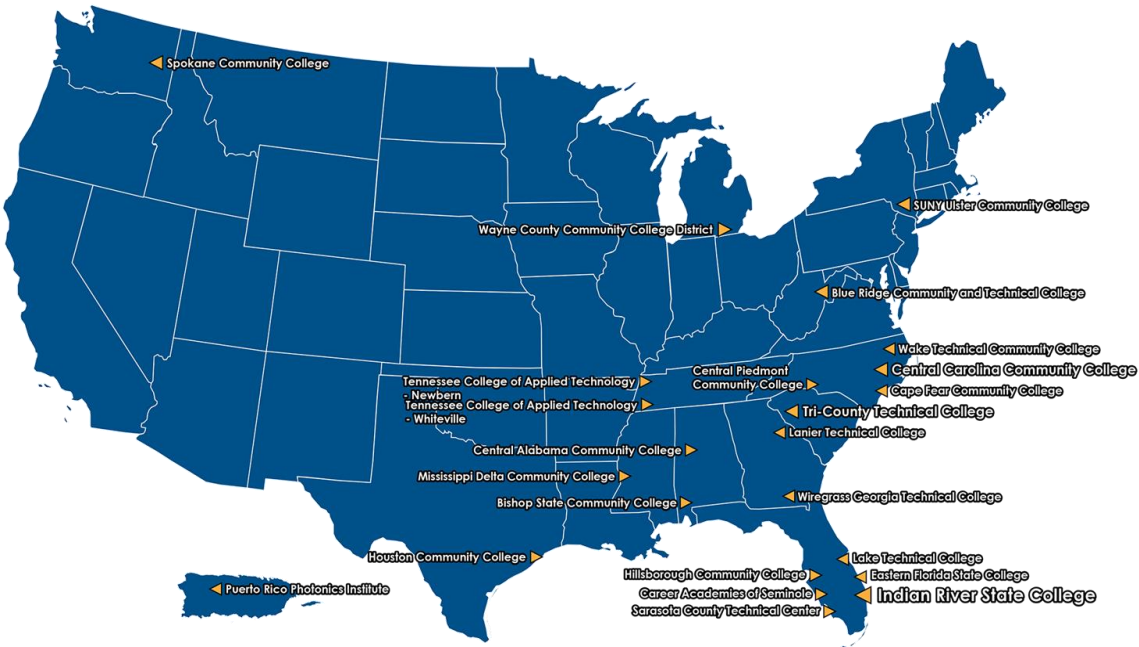 Spokane Community College
SUNY Ulster Community College
Wayne County Community College District
Blue Ridge Community and Technical College
Wake Technical Community College
Central Piedmont
Community College
Central Carolina Community College
Tennessee College of Applied Technology
- Newbern
Cape Fear Community College
Tennessee College of Applied Technology
- Whiteville
Tri-County Technical College
Lanier Technical College
Central Alabama Community College
Mississippi Delta Community College
Wiregrass Georgia Technical College
Bishop State Community College
Houston Community College
Lake Technical College
Hillsborough Community College
Eastern Florida State College
Puerto Rico Photonics Institute
Career Academies of Seminole
Indian River State College
Sarasota County Technical Center